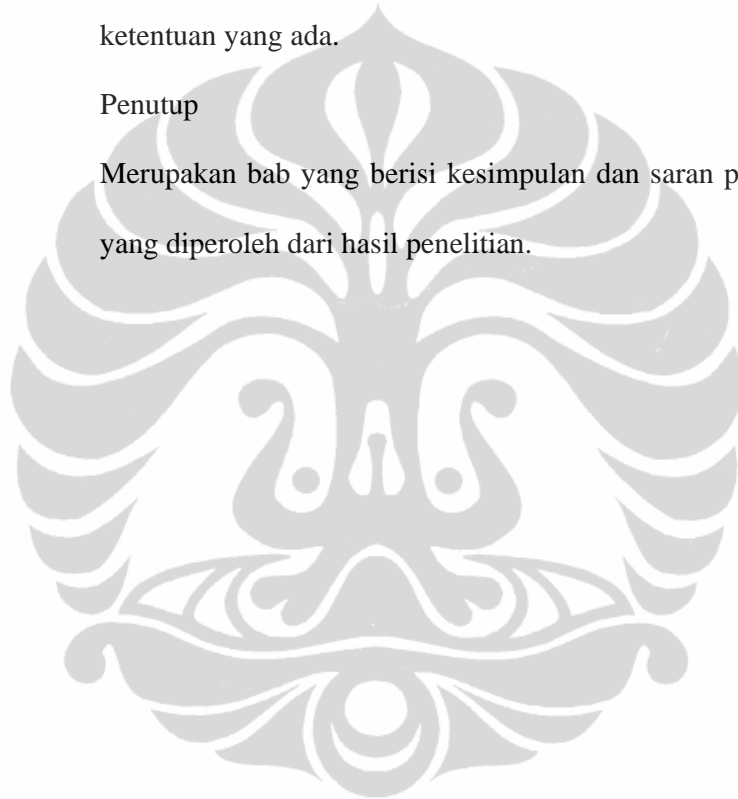 ketentuan yang ada.
Penutup
Merupakan bab yang berisi kesimpulan dan saran
yang diperoleh dari hasil penelitian.